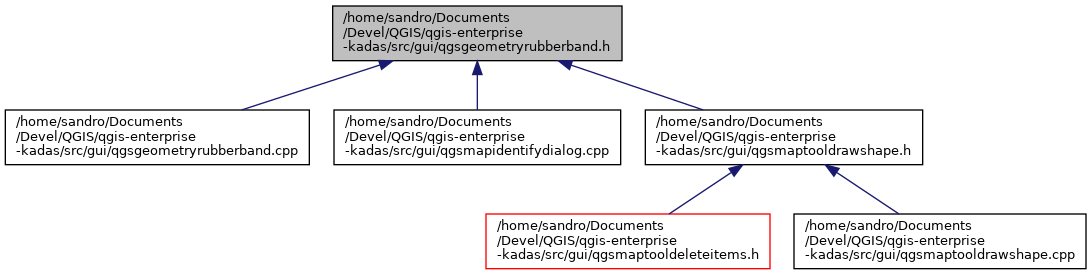 /home/sandro/Documents
/Devel/QGIS/qgis-enterprise
-kadas/src/gui/qgsgeometryrubberband.h
/home/sandro/Documents
/Devel/QGIS/qgis-enterprise
-kadas/src/gui/qgsgeometryrubberband.cpp
/home/sandro/Documents
/Devel/QGIS/qgis-enterprise
-kadas/src/gui/qgsmapidentifydialog.cpp
/home/sandro/Documents
/Devel/QGIS/qgis-enterprise
-kadas/src/gui/qgsmaptooldrawshape.h
/home/sandro/Documents
/Devel/QGIS/qgis-enterprise
-kadas/src/gui/qgsmaptooldeleteitems.h
/home/sandro/Documents
/Devel/QGIS/qgis-enterprise
-kadas/src/gui/qgsmaptooldrawshape.cpp